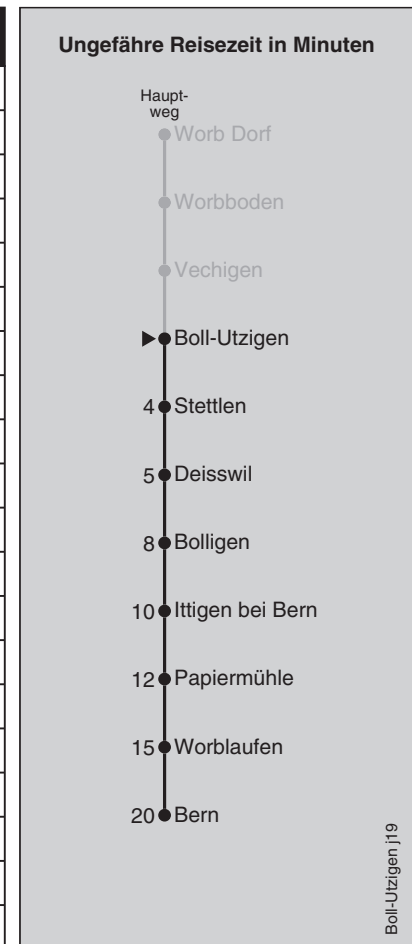 Ungefähre Reisezeit in Minuten
Haupt-
weg
Worb Dorf
Worbboden
Vechigen
Boll-Utzigen
4 Stettlen
5 Deisswil
8 Bolligen
10 Ittigen bei Bern
12 Papiermühle
15 Worblaufen
20 Bern
Boll-Utzigen j19